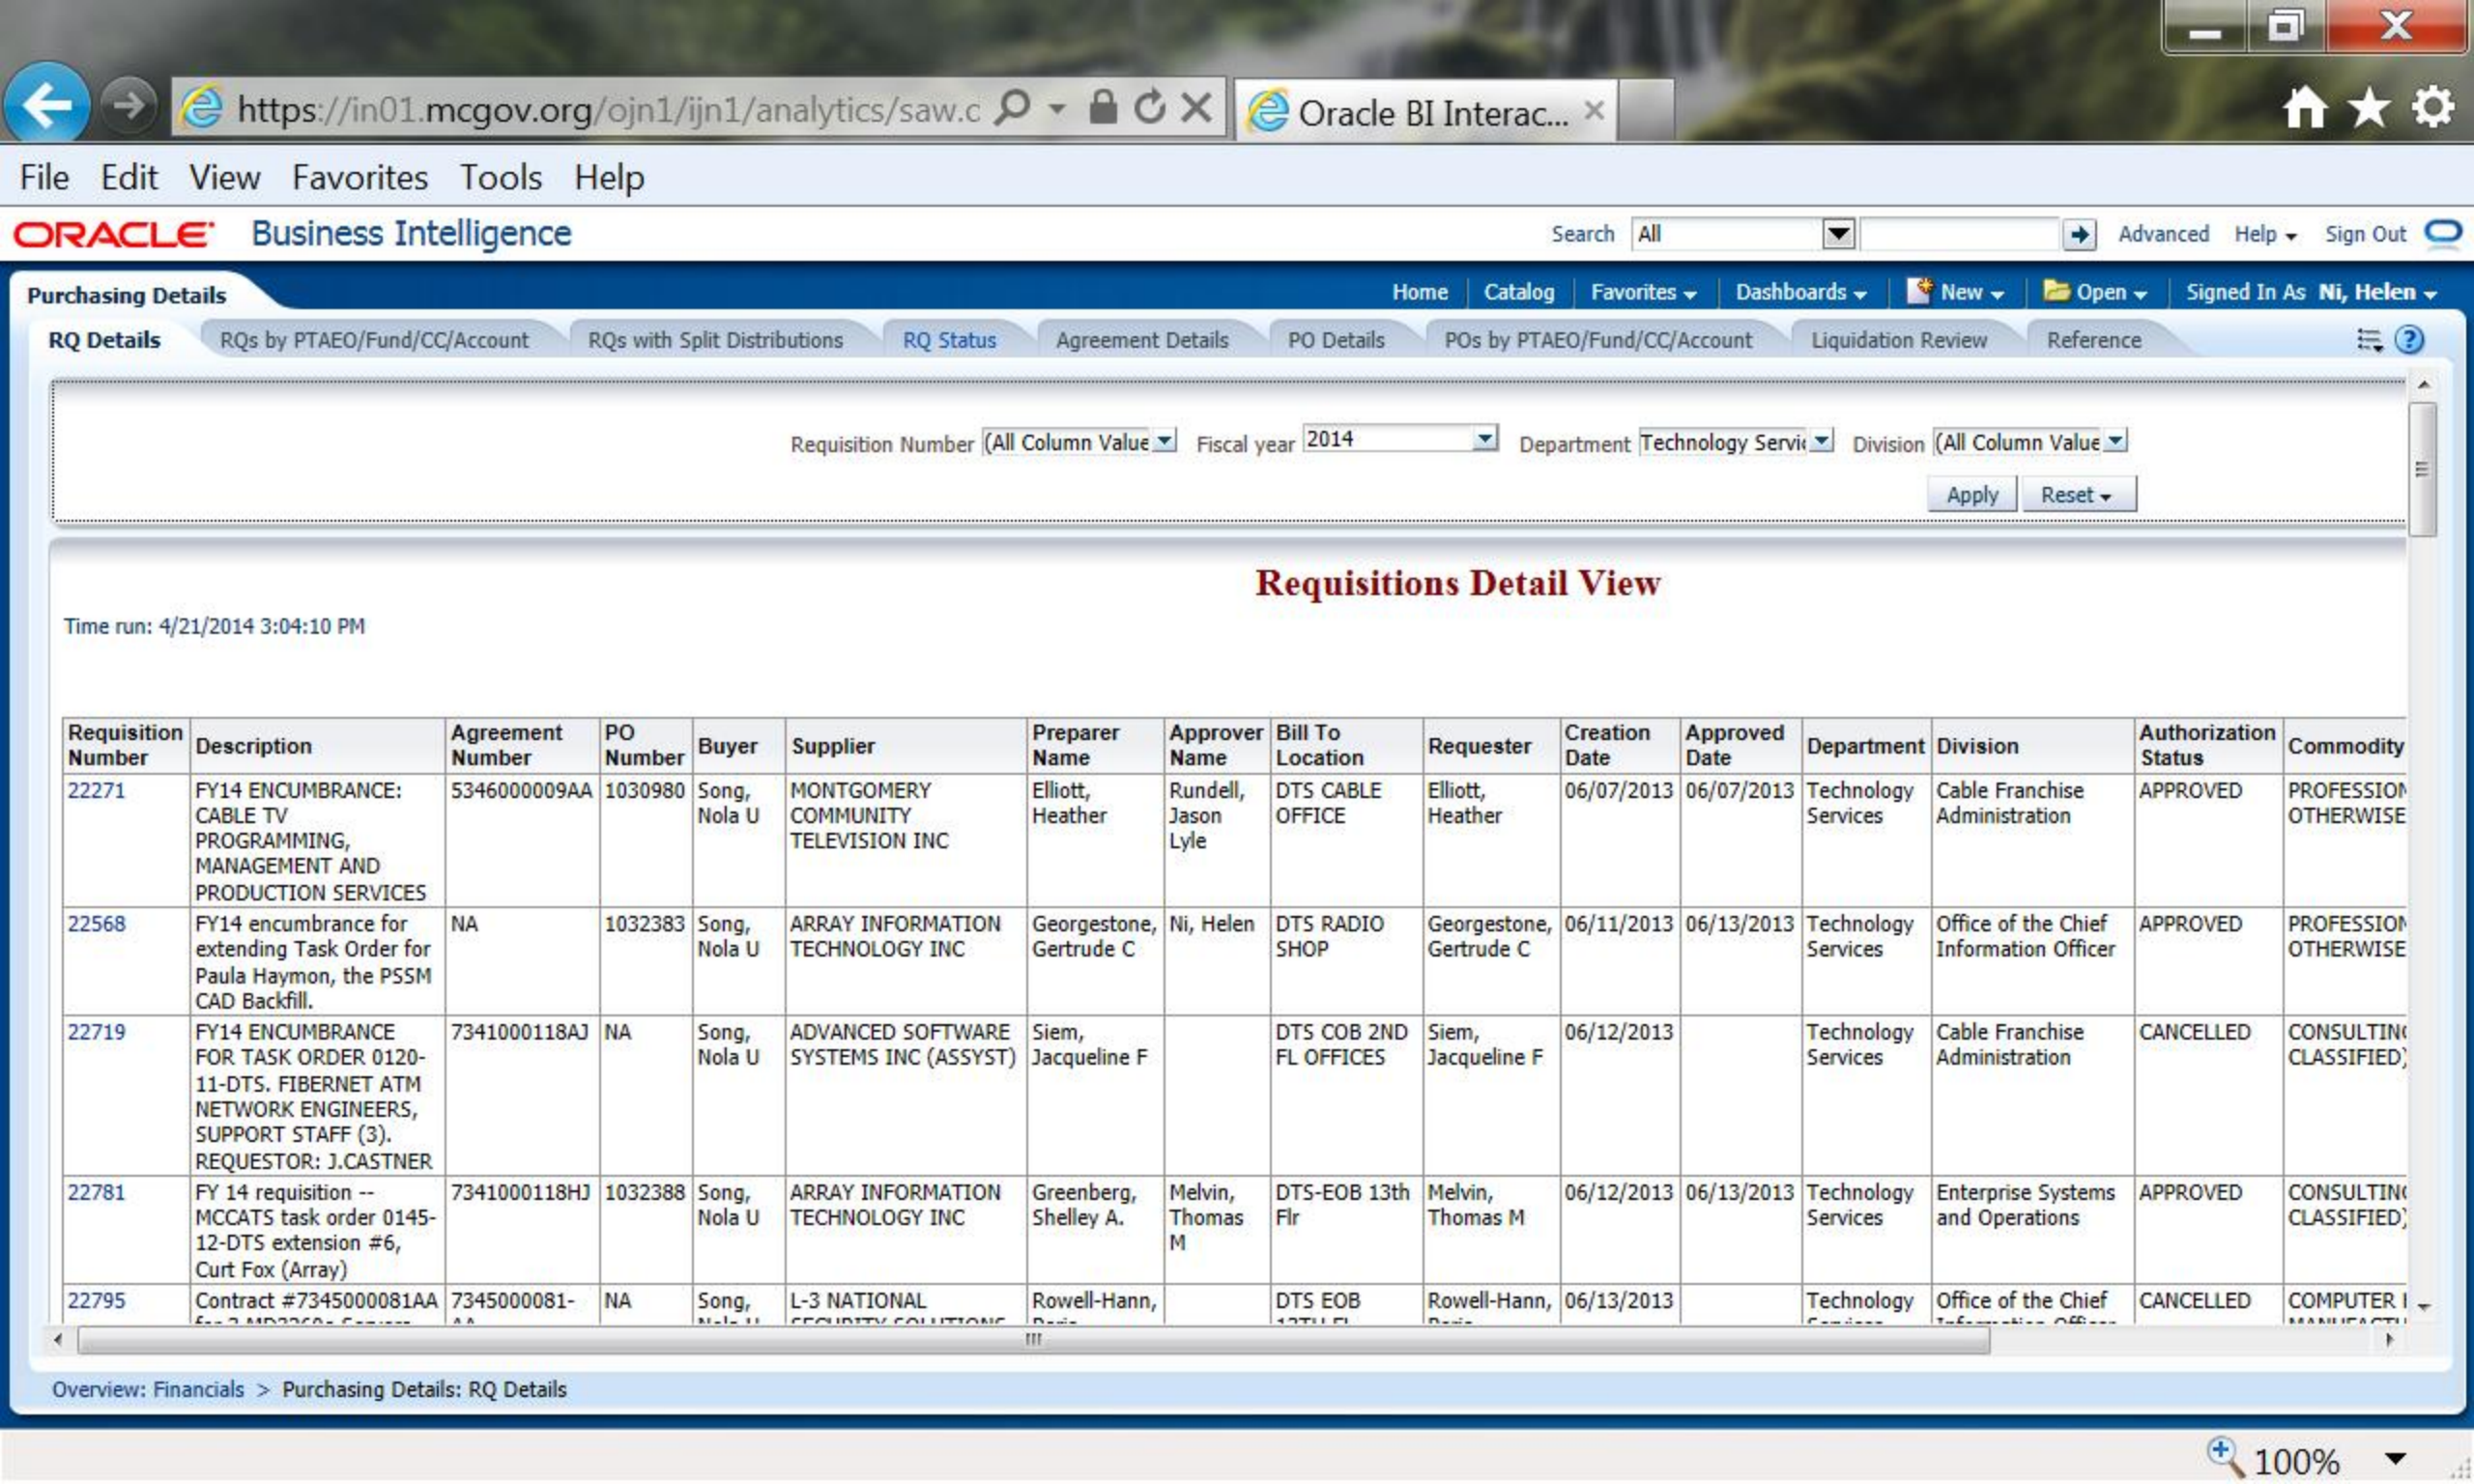 https://in01.mcgov.org/ojn1/ijn1/analytics/saw.c
Oracle BI Interac...
File Edit View Favorites Tools Help
ORACLE Business Intelligence
Search All Advanced Help Sign Out
Purchasing Details
Home Catalog Favorites Dashboards New Open Signed In As Ni, Helen
RQ Details RQs by PTAEO/Fund/CC/Account RQs with Split Distributions RQ Status Agreement Details PO Details POs by PTAEO/Fund/CC/Account Liquidation Review Reference
Requisition Number (All Column Value Fiscal year 2014 Department Technology Servic Division (All Column Value
Apply Reset
Requisitions Detail View
Time run: 4/21/2014 3:04:10 PM
Requisition Number Description Agreement Number PO Number Buyer Supplier Preparer Name Approver Name Bill To Location Requester Creation Date Approved Date Department Division Authorization Status Commodity
22271 FY14 ENCUMBRANCE: CABLE TV PROGRAMMING, MANAGEMENT AND PRODUCTION SERVICES 5346000009AA 1030980 Song, Nola U MONTGOMERY COMMUNITY TELEVISION INC Elliott, Heather Rundell, Jason Lyle DTS CABLE OFFICE Elliott, Heather 06/07/2013 06/07/2013 Technology Services Cable Franchise Administration APPROVED PROFESSION OTHERWISE
22568 FY14 encumbrance for extending Task Order for Paula Haymon, the PSSM CAD Backfill. NA 1032383 Song, Nola U ARRAY INFORMATION TECHNOLOGY INC Georgestone, Gertrude C Ni, Helen DTS RADIO SHOP Georgestone, Gertrude C 06/11/2013 06/13/2013 Technology Services Office of the Chief Information Officer APPROVED PROFESSION OTHERWISE
22719 FY14 ENCUMBRANCE FOR TASK ORDER 0120-11-DTS. FIBERNET ATM NETWORK ENGINEERS, SUPPORT STAFF (3). REQUESTOR: J.CASTNER 7341000118AJ NA Song, Nola U ADVANCED SOFTWARE SYSTEMS INC (ASSYST) Siem, Jacqueline F DTS COB 2ND FL OFFICES Siem, Jacqueline F 06/12/2013 Technology Services Cable Franchise Administration CANCELLED CONSULTING CLASSIFIED)
22781 FY 14 requisition -- MCCATS task order 0145-12-DTS extension #6, Curt Fox (Array) 7341000118HJ 1032388 Song, Nola U ARRAY INFORMATION TECHNOLOGY INC Greenberg, Shelley A. Melvin, Thomas M DTS-EOB 13th Flr Melvin, Thomas M 06/12/2013 06/13/2013 Technology Services Enterprise Systems and Operations APPROVED CONSULTING CLASSIFIED)
22795 Contract #7345000081AA 7345000081- NA Song, L-3 NATIONAL Rowell-Hann, DTS EOB Rowell-Hann, 06/13/2013 Technology Office of the Chief CANCELLED COMPUTER
Overview: Financials > Purchasing Details: RQ Details
100%